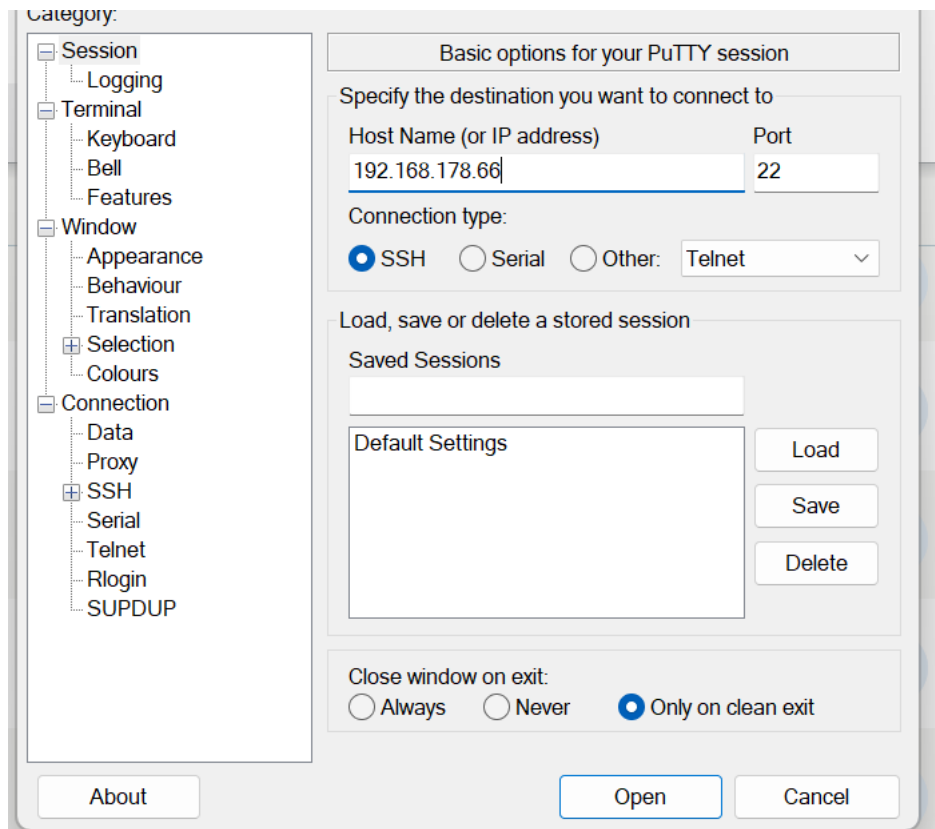 Category:
Session
Logging
Terminal
Keyboard
Bell
Features
Window
Appearance
Behaviour
Translation
Selection
Colours
Connection
Data
Proxy
SSH
Serial
Telnet
Rlogin
SUPDUP
Basic options for your PuTTY session
Specify the destination you want to connect to
Host Name (or IP address) Port
192.168.178.66 22
Connection type:
SSH Serial Other: Telnet
Load, save or delete a stored session
Saved Sessions
Default Settings
Load
Save
Delete
Close window on exit:
Always Never Only on clean exit
About Open Cancel